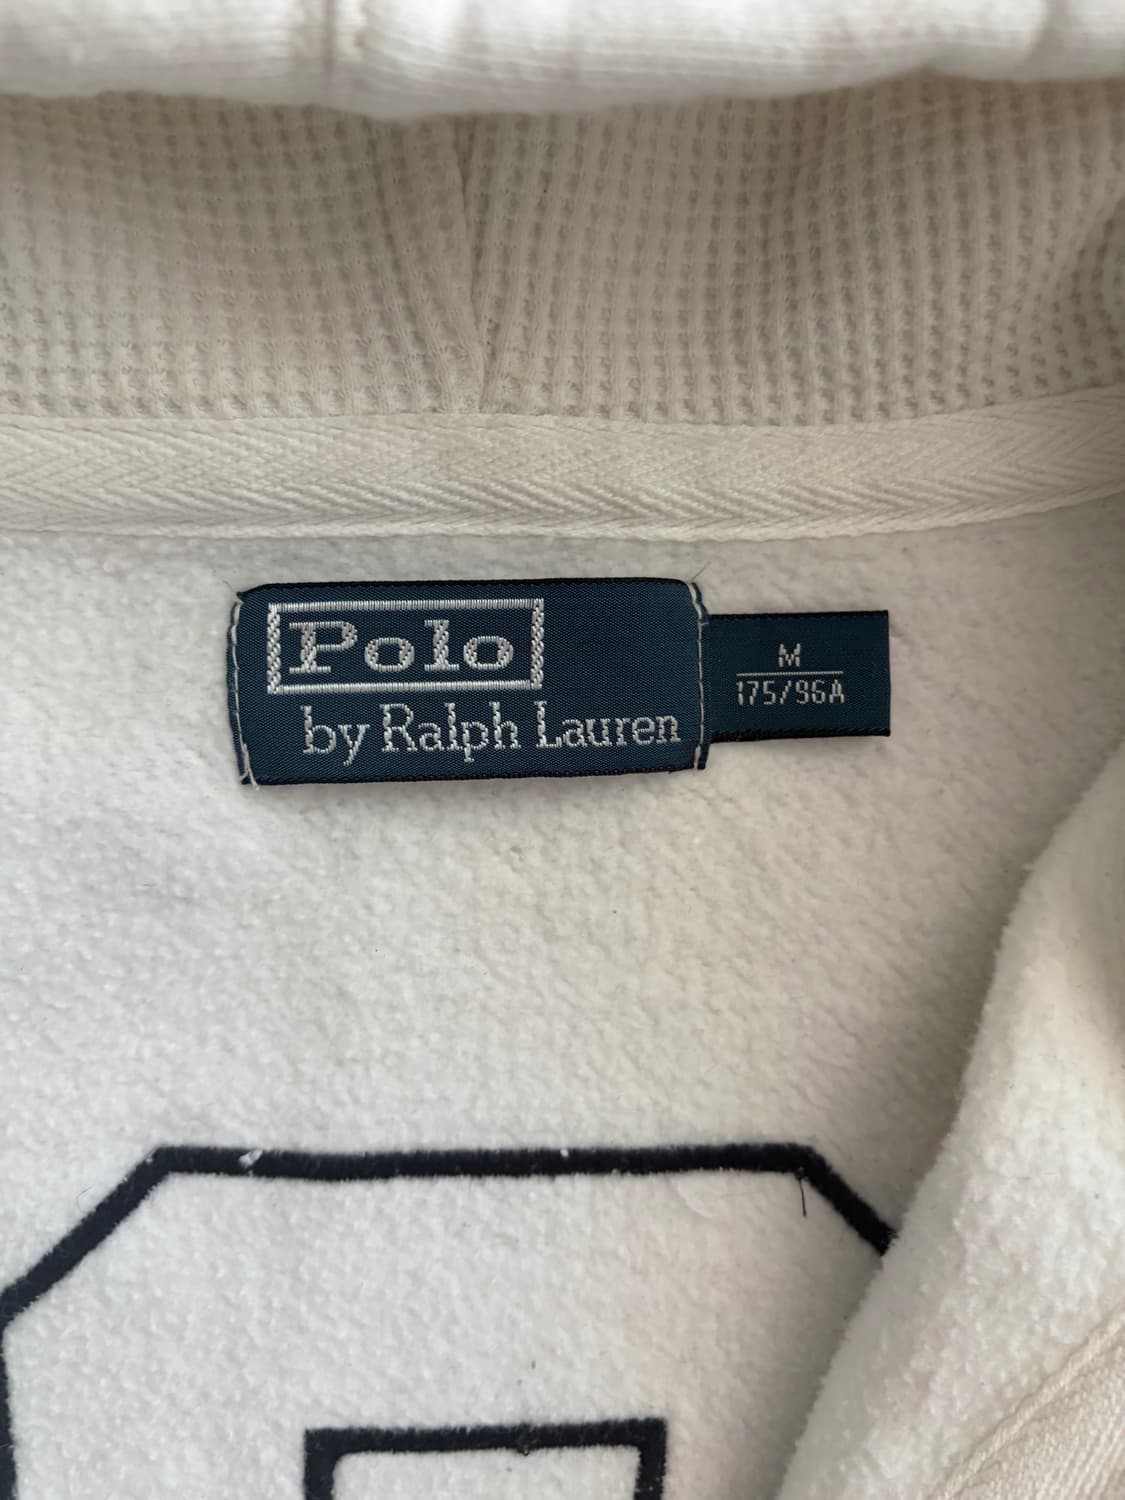 Polo
by Ralph Lauren
M
175/96A